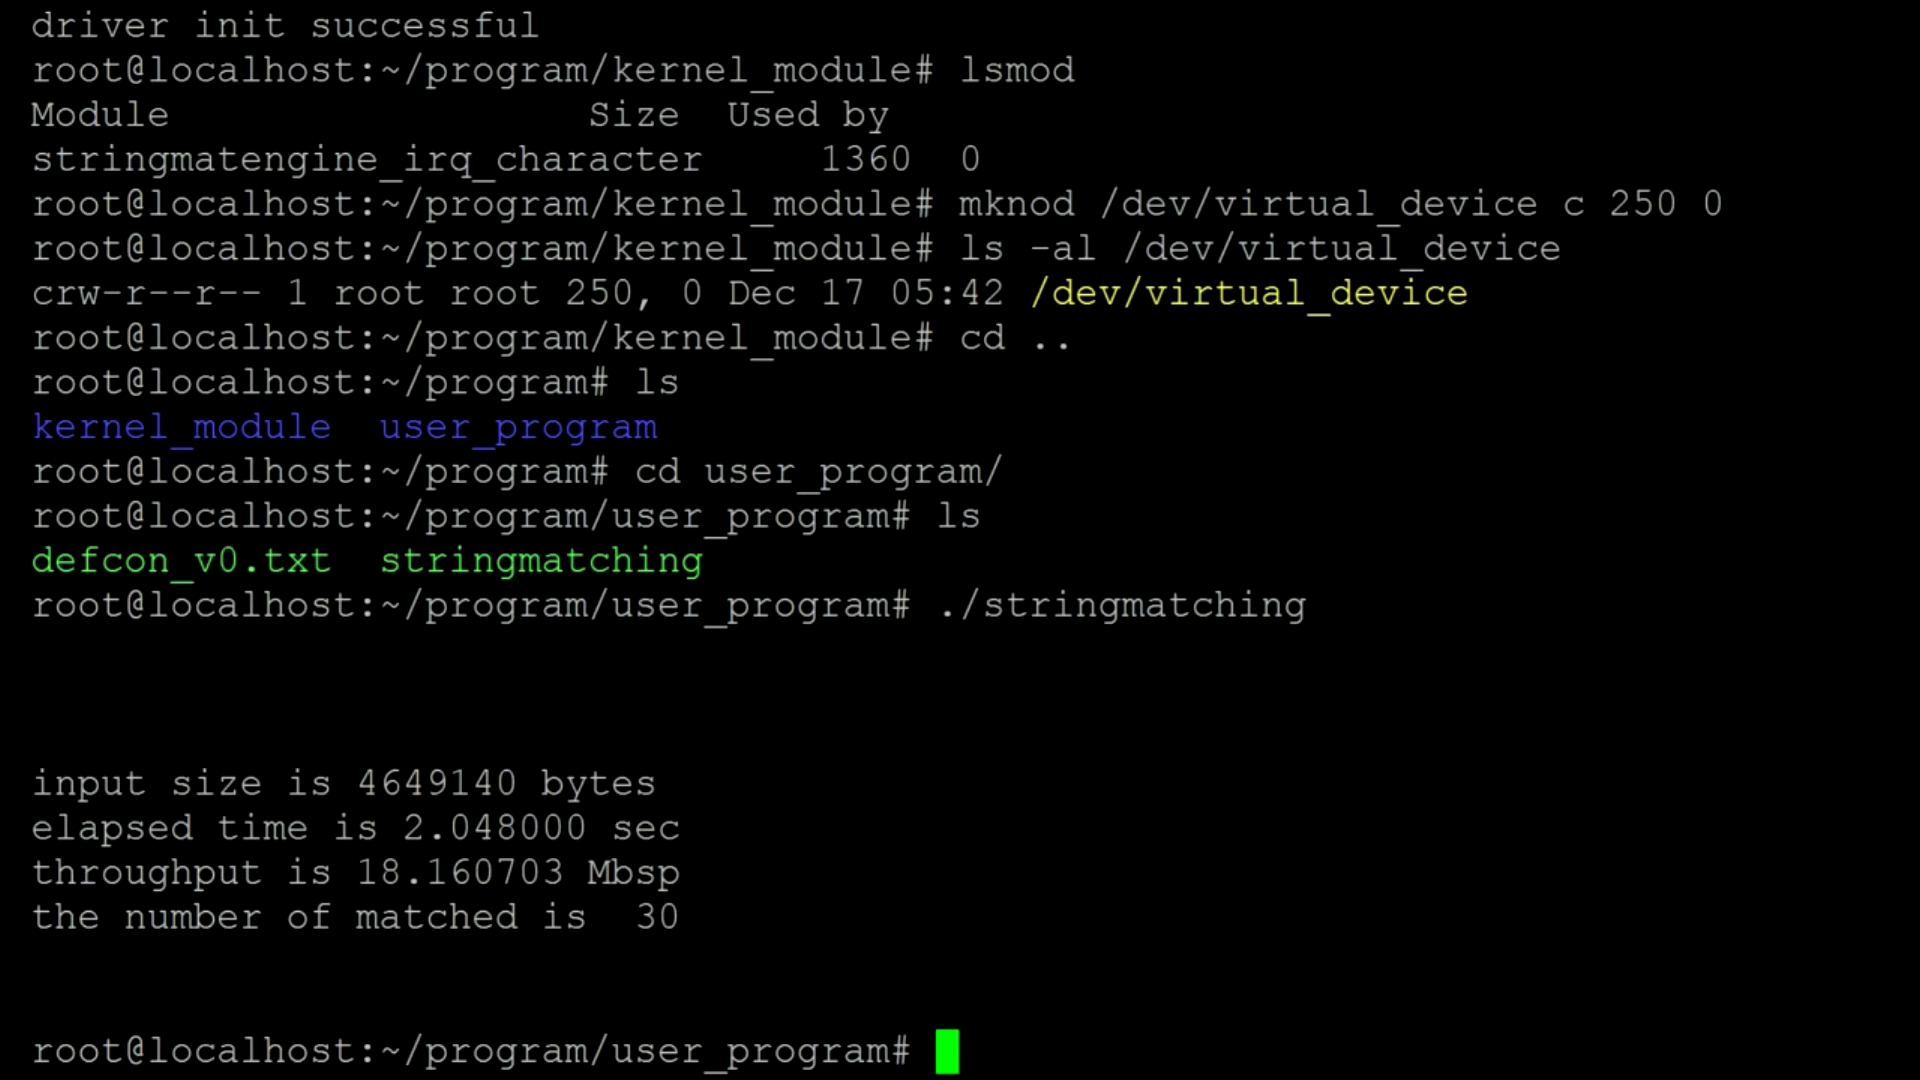 driver init successful
root@localhost:~/program/kernel_module# lsmod
Module                  Size  Used by
stringmatengine_irq_character     1360  0
root@localhost:~/program/kernel_module# mknod /dev/virtual_device c 250 0
root@localhost:~/program/kernel_module# ls -al /dev/virtual_device
crw-r--r-- 1 root root 250, 0 Dec 17 05:42 /dev/virtual_device
root@localhost:~/program/kernel_module# cd ..
root@localhost:~/program# ls
kernel_module  user_program
root@localhost:~/program# cd user_program/
root@localhost:~/program/user_program# ls
defcon_v0.txt  stringmatching
root@localhost:~/program/user_program# ./stringmatching
input size is 4649140 bytes
elapsed time is 2.048000 sec
throughput is 18.160703 Mbsp
the number of matched is  30
root@localhost:~/program/user_program#